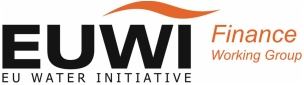 EUWI
EU WATER INITIATIVE
Finance
Working Group